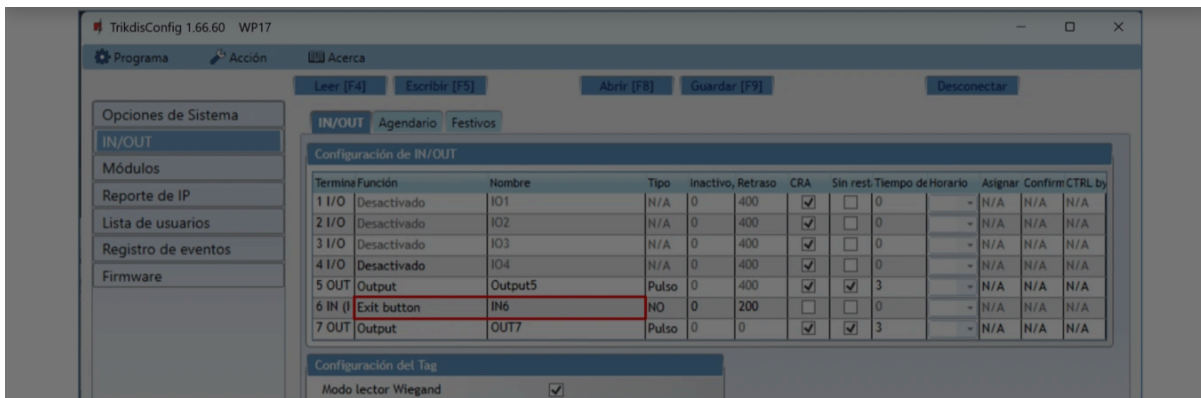 TrikdisConfig 1.66.60 WP17
Programa Acción Acerca
Leer [F4] Escribir [F5] Abrir [F8] Guardar [F9] Desconectar
Opciones de Sistema
IN/OUT
Módulos
Reporte de IP
Lista de usuarios
Registro de eventos
Firmware
IN/OUT Agendario Festivos
Configuración de IN/OUT
Termina Función Nombre Tipo Inactivo, Retraso CRA Sin rest. Tiempo de Horario Asignar Confirm CTRL by
1 I/O Desactivado IO1 N/A 0 400 0 N/A N/A N/A
2 I/O Desactivado IO2 N/A 0 400 0 N/A N/A N/A
3 I/O Desactivado IO3 N/A 0 400 0 N/A N/A N/A
4 I/O Desactivado IO4 N/A 0 400 0 N/A N/A N/A
5 OUT Output Output5 Pulso 0 400 3 N/A N/A N/A
6 IN (I Exit button IN6 NO 0 200 0 N/A N/A N/A
7 OUT Output OUT7 Pulso 0 0 3 N/A N/A N/A
Configuración del Tag
Modo lector Wiegand